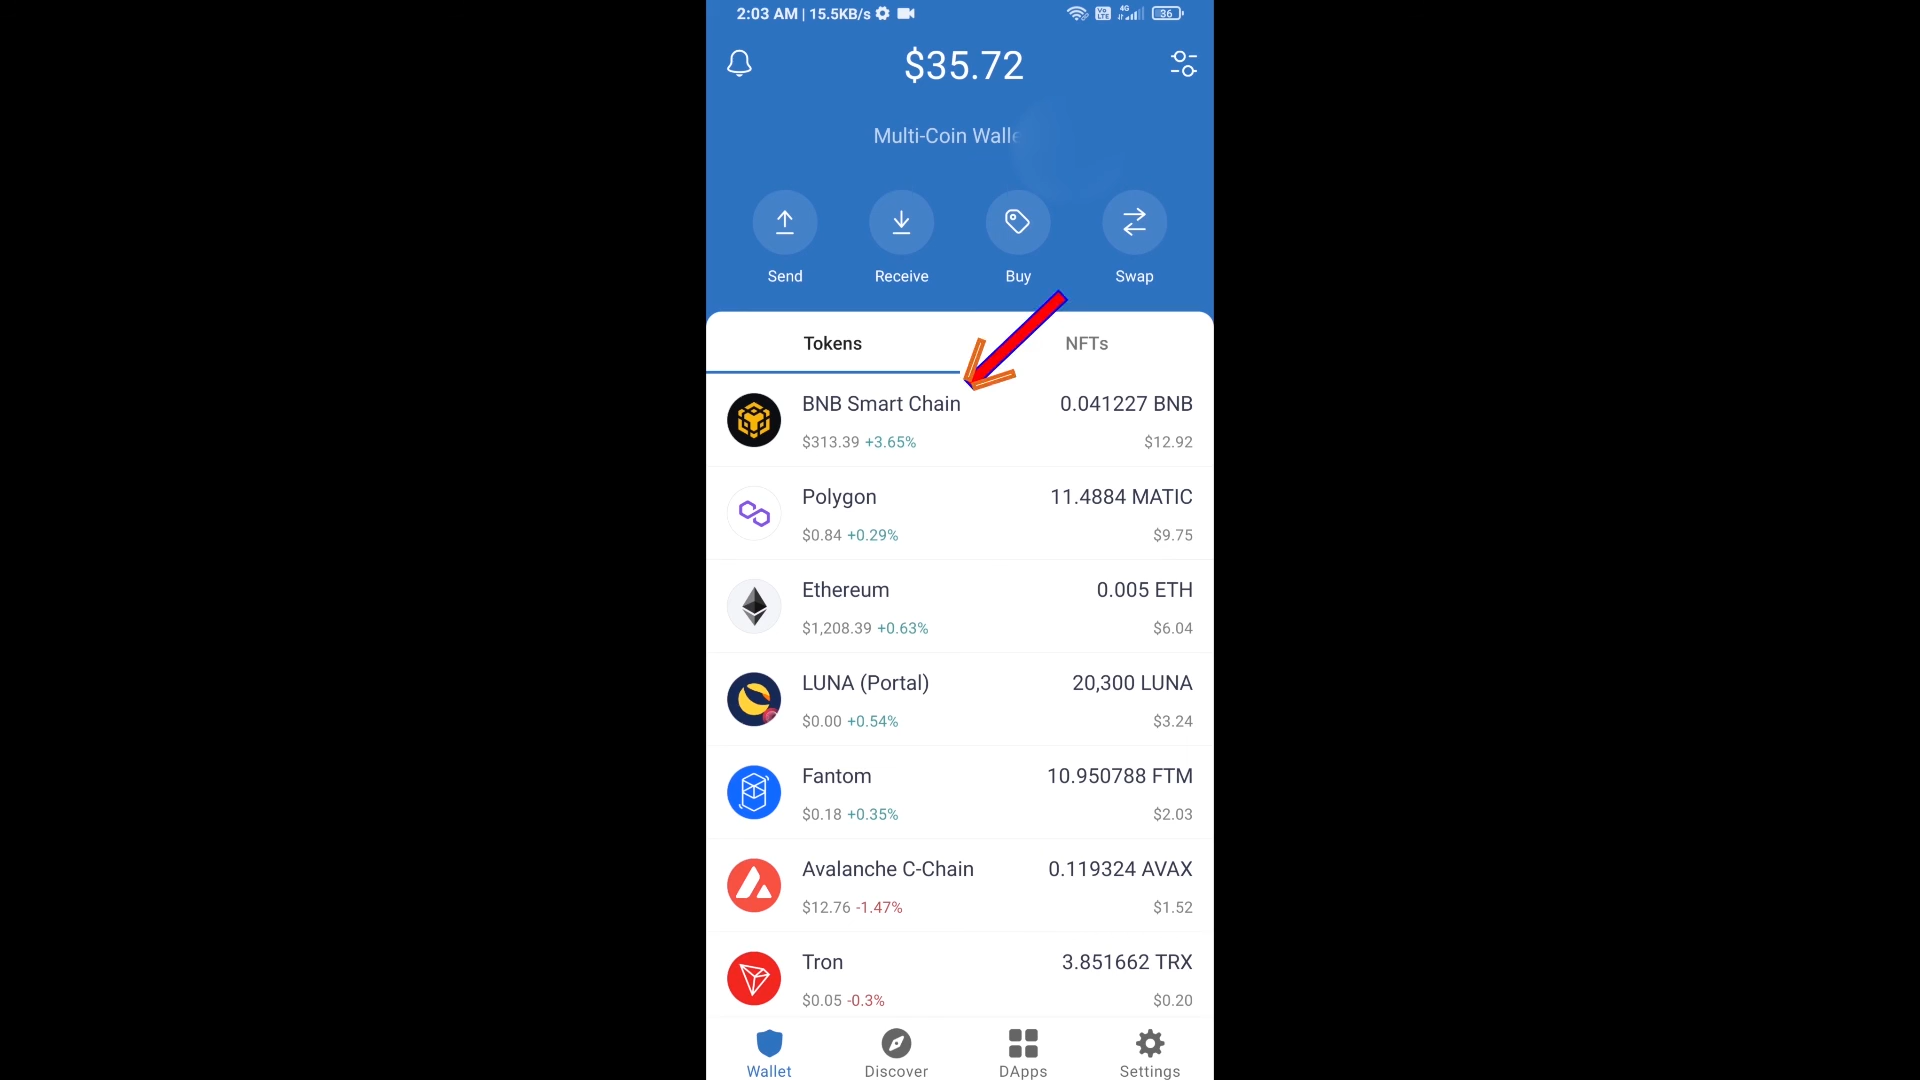 2:03 AM | 15.5KB/s
Vo LTE 4G 36
$35.72
Multi-Coin Walle
Send Receive Buy Swap
Tokens NFTs
BNB Smart Chain 0.041227 BNB
$313.39 +3.65% $12.92
Polygon 11.4884 MATIC
$0.84 +0.29% $9.75
Ethereum 0.005 ETH
$1,208.39 +0.63% $6.04
LUNA (Portal) 20,300 LUNA
$0.00 +0.54% $3.24
Fantom 10.950788 FTM
$0.18 +0.35% $2.03
Avalanche C-Chain 0.119324 AVAX
$12.76 -1.47% $1.52
Tron 3.851662 TRX
$0.05 -0.3% $0.20
Wallet Discover DApps Settings